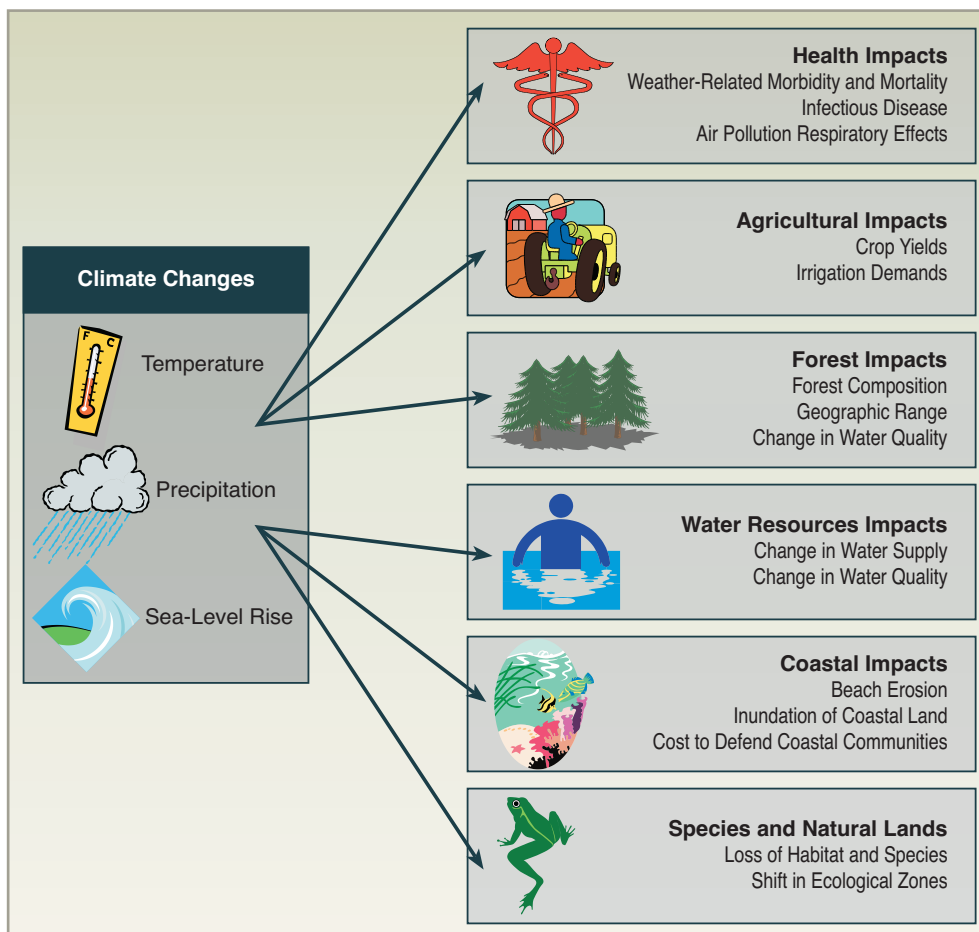 Climate Changes
F C
Temperature
Precipitation
Sea-Level Rise
Health Impacts
Weather-Related Morbidity and Mortality
Infectious Disease
Air Pollution Respiratory Effects
Agricultural Impacts
Crop Yields
Irrigation Demands
Forest Impacts
Forest Composition
Geographic Range
Change in Water Quality
Water Resources Impacts
Change in Water Supply
Change in Water Quality
Coastal Impacts
Beach Erosion
Inundation of Coastal Land
Cost to Defend Coastal Communities
Species and Natural Lands
Loss of Habitat and Species
Shift in Ecological Zones